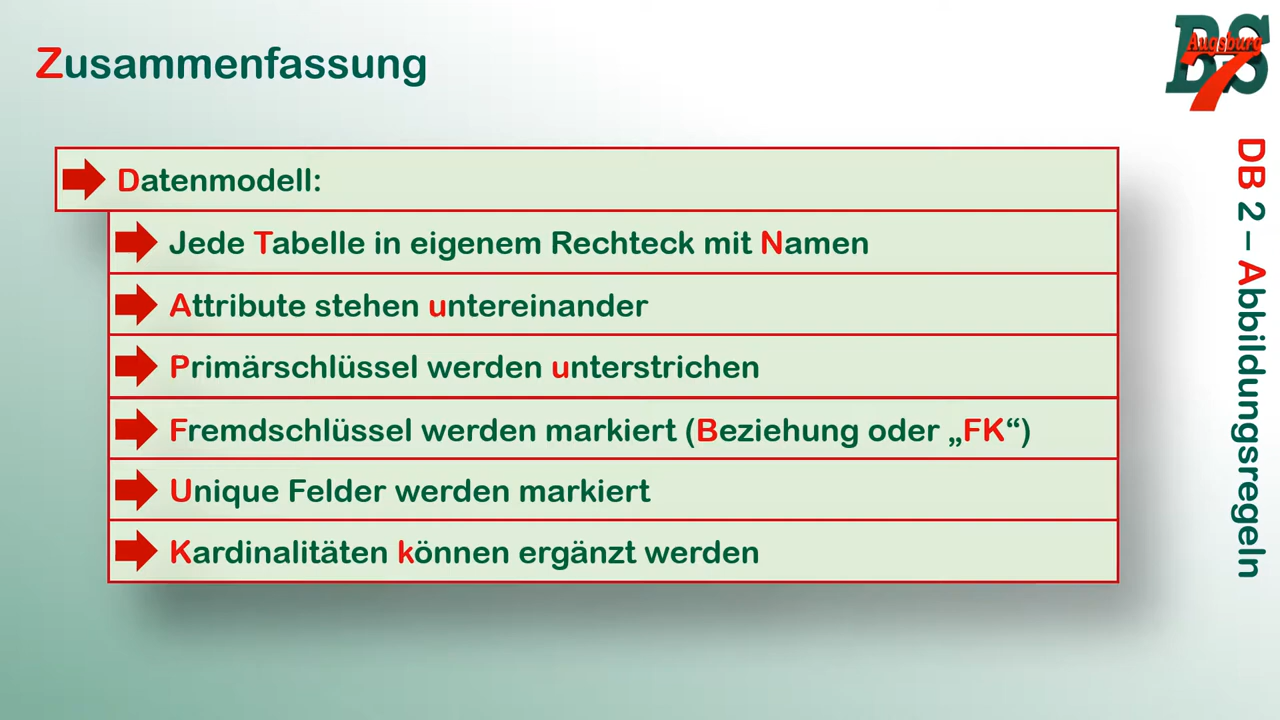 Zusammenfassung
BS
Augsburg
7
Datenmodell:
Jede Tabelle in eigenem Rechteck mit Namen
Attribute stehen untereinander
Primärschlüssel werden unterstrichen
Fremdschlüssel werden markiert (Beziehung oder „FK“)
Unique Felder werden markiert
Kardinalitäten können ergänzt werden
DB 2 – Abbildungsregeln